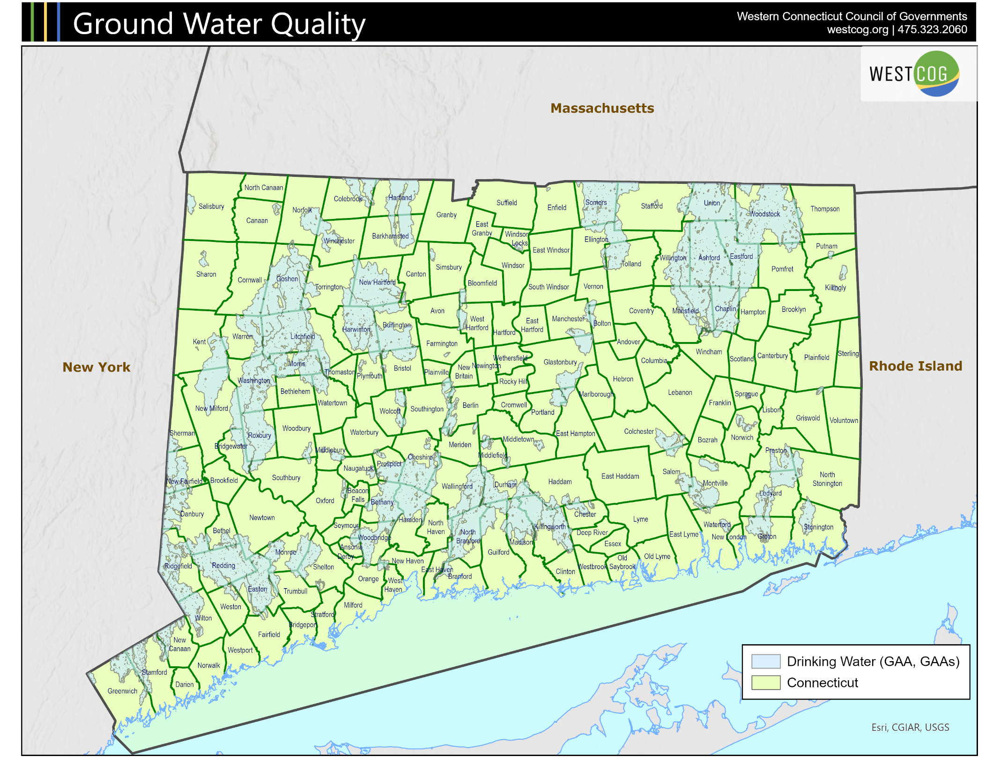 Ground Water Quality
Western Connecticut Council of Governments
westcog.org | 475.323.2060
WESTCOG
Massachusetts
New York
Rhode Island
North Canaan
Salisbury
Canaan
Norfolk
Colebrook
Hartland
Granby
Suffield
Enfield
Somers
Stafford
Union
Woodstock
Thompson
East
Granby
Windsor
Locks
Barkhamsted
Winchester
East Windsor
Ellington
Putnam
Sharon
Cornwall
Goshen
Torrington
New Hartford
Canton
Simsbury
Bloomfield
Windsor
South Windsor
Vernon
Tolland
Willington
Ashford
Eastford
Pomfret
Killingly
Kent
Warren
Litchfield
Harwinton
Burlington
Avon
West
Hartford
Hartford
East
Hartford
Manchester
Bolton
Coventry
Mansfield
Chaplin
Hampton
Brooklyn
Farmington
Andover
Windham
Scotland
Canterbury
Plainfield
Sterling
Morris
Washington
Bethlehem
Thomaston
Plymouth
Bristol
Plainville
New
Britain
Newington
Wethersfield
Rocky Hill
Glastonbury
Hebron
Columbia
Lebanon
Marlborough
Franklin
Sprague
Lisbon
Griswold
Voluntown
New Milford
Watertown
Wolcott
Southington
Berlin
Cromwell
Portland
East Hampton
Colchester
Bozrah
Norwich
Preston
Sherman
Bridgewater
Roxbury
Woodbury
Waterbury
Middlebury
Cheshire
Meriden
Middletown
Middlefield
Naugatuck
Prospect
New Fairfield
Brookfield
Southbury
Oxford
Beacon
Falls
Bethany
Wallingford
Durham
Haddam
East Haddam
Salem
Montville
Ledyard
North
Stonington
Danbury
Newtown
Bethel
Seymour
Hamden
North
Haven
Chester
Lyme
Killingworth
Deep River
Essex
East Lyme
Waterford
New London
Groton
Stonington
Woodbridge
Ansonia
Derby
North
Branford
Madison
Guilford
Ridgefield
Redding
Monroe
Shelton
New Haven
East Haven
Branford
Clinton
Westbrook
Old
Saybrook
Old Lyme
Orange
West
Haven
Easton
Trumbull
Weston
Milford
Stratford
Wilton
Bridgeport
Fairfield
New
Canaan
Westport
Norwalk
Stamford
Darien
Greenwich
Drinking Water (GAA, GAAs)
Connecticut
Esri, CGIAR, USGS